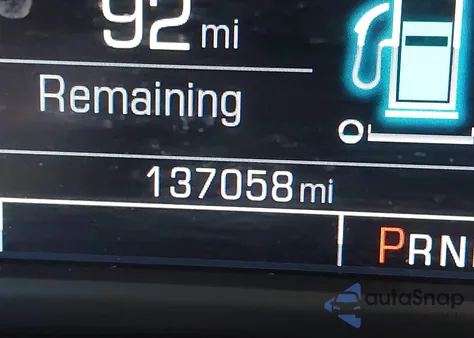 92 mi
Remaining
137058 mi
PRN
autoSnap